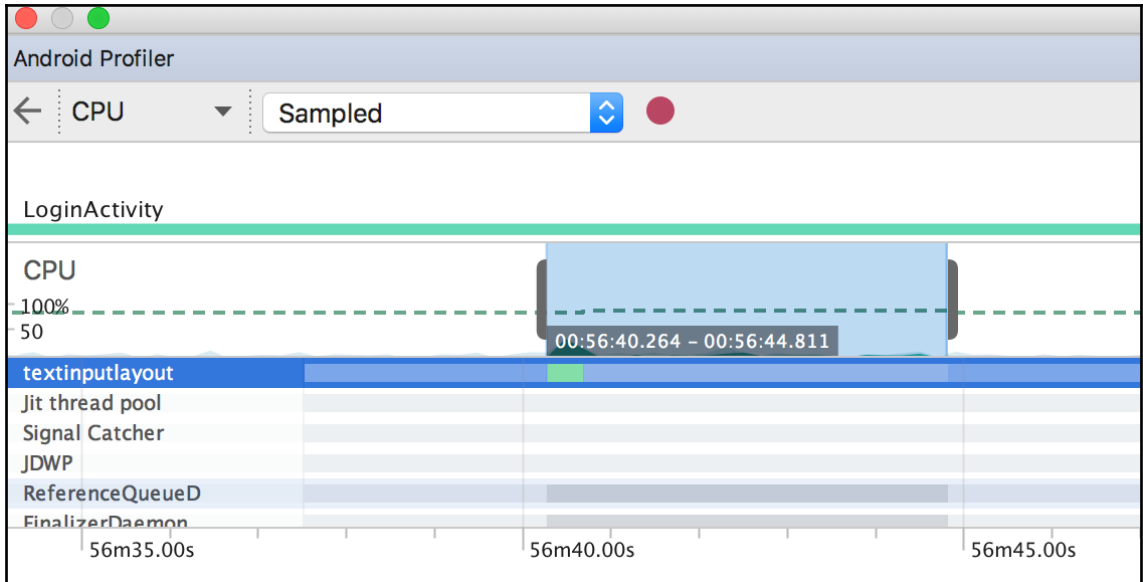 Android Profiler
CPU Sampled
LoginActivity
CPU
100%
50
00:56:40.264 – 00:56:44.811
textinputlayout
Jit thread pool
Signal Catcher
JDWP
ReferenceQueueD
FinalizerDaemon
56m35.00s 56m40.00s 56m45.00s